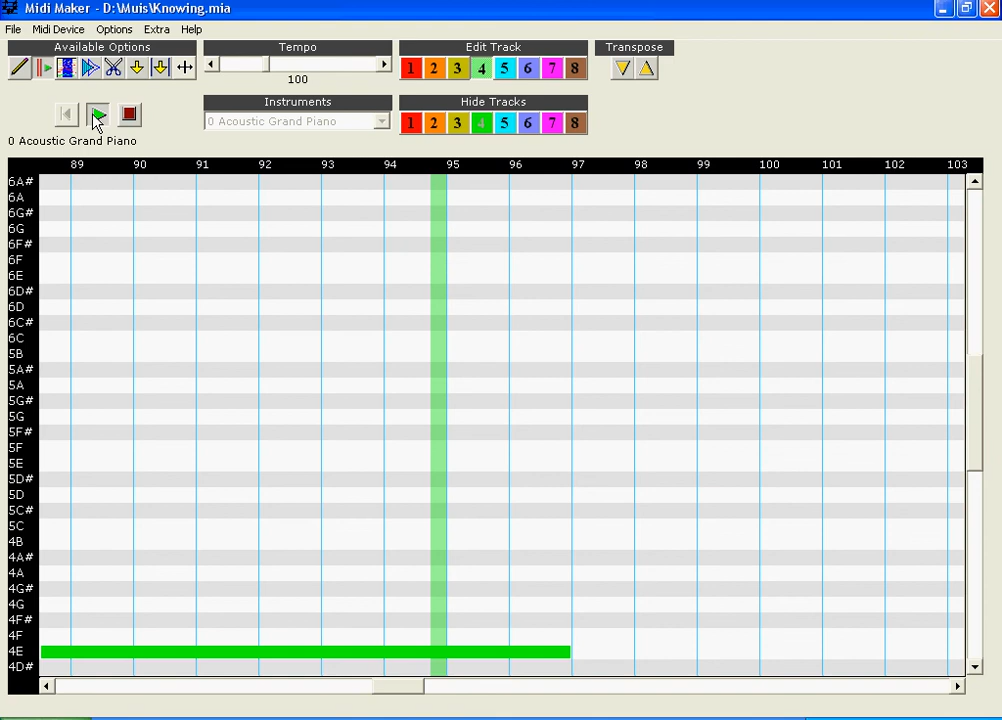 Midi Maker - D:\Muis\Knowing.mia
File Midi Device Options Extra Help
Available Options Tempo Edit Track Transpose
1 2 3 4 5 6 7 8
100
Instruments Hide Tracks
0 Acoustic Grand Piano 1 2 3 4 5 6 7 8
0 Acoustic Grand Piano
89 90 91 92 93 94 95 96 97 98 99 100 101 102 103
6A#
6A
6G#
6G
6F#
6F
6E
6D#
6D
6C#
6C
5B
5A#
5A
5G#
5G
5F#
5F
5E
5D#
5D
5C#
5C
4B
4A#
4A
4G#
4G
4F#
4F
4E
4D#